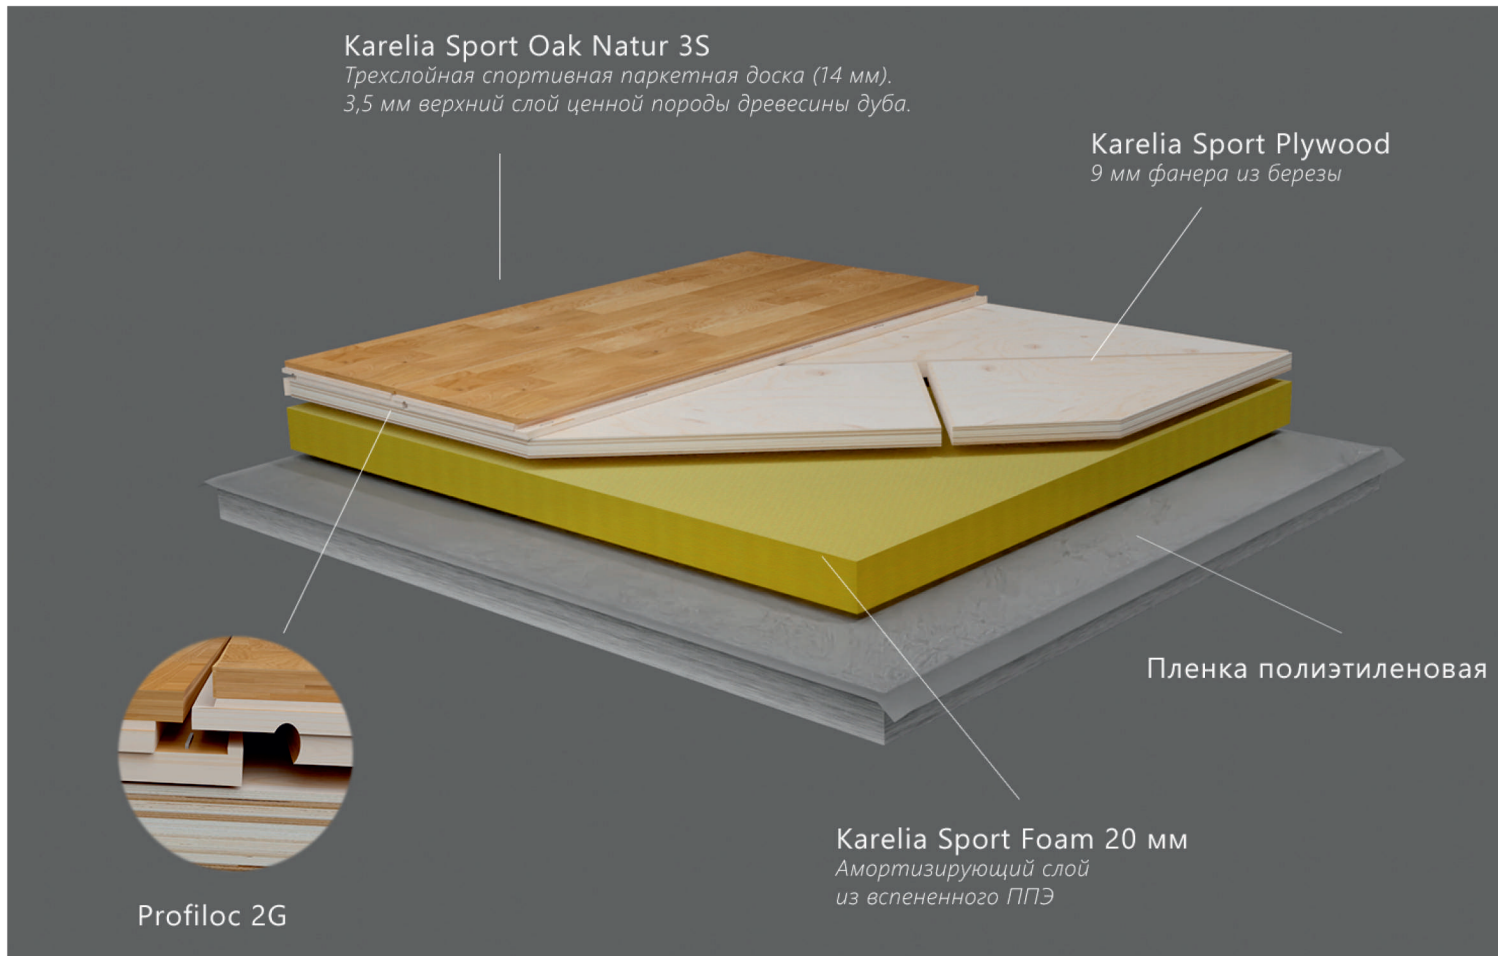 Karelia Sport Oak Natur 3S
Трехслойная спортивная паркетная доска (14 мм).
3,5 мм верхний слой ценной породы древесины дуба.
Karelia Sport Plywood
9 мм фанера из березы
Пленка полиэтиленовая
Karelia Sport Foam 20 мм
Амортизирующий слой
из вспененного ППЭ
Profiloc 2G